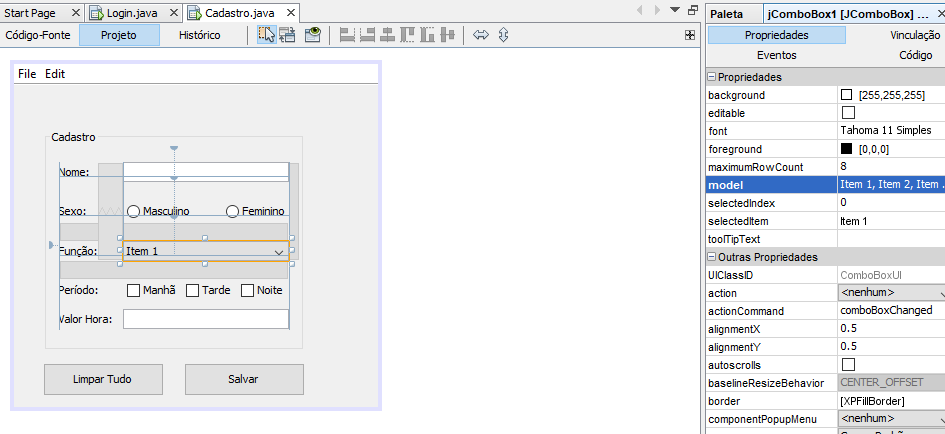 Start Page Login.java Cadastro.java
Código-Fonte Projeto Histórico
File Edit
Cadastro
Nome:
Sexo: Masculino Feminino
Função: Item 1
Período: Manhã Tarde Noite
Valor Hora:
Limpar Tudo Salvar
Paleta jComboBox1 [JComboBox] ...
Propriedades Vinculação
Eventos Código
Propriedades
background [255,255,255]
editable
font Tahoma 11 Simples
foreground [0,0,0]
maximumRowCount 8
model Item 1, Item 2, Item .
selectedIndex 0
selectedItem Item 1
toolTipText
Outras Propriedades
UIClassID ComboBoxUI
action <nenhum>
actionCommand comboBoxChanged
alignmentX 0.5
alignmentY 0.5
autoscrolls
baselineResizeBehavior CENTER_OFFSET
border [XPFillBorder]
componentPopupMenu <nenhum>